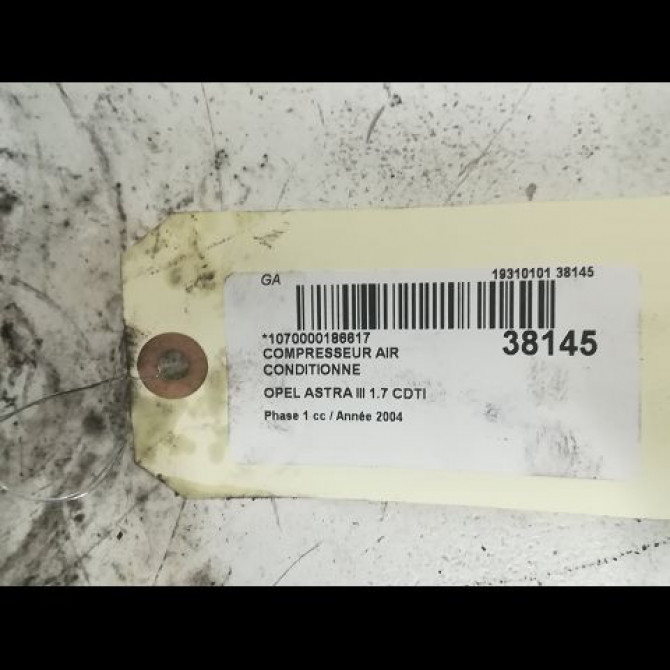 GA 19310101 38145
*1070000186617 38145
COMPRESSEUR AIR
CONDITIONNE
OPEL ASTRA III 1.7 CDTI
Phase 1 cc / Année 2004